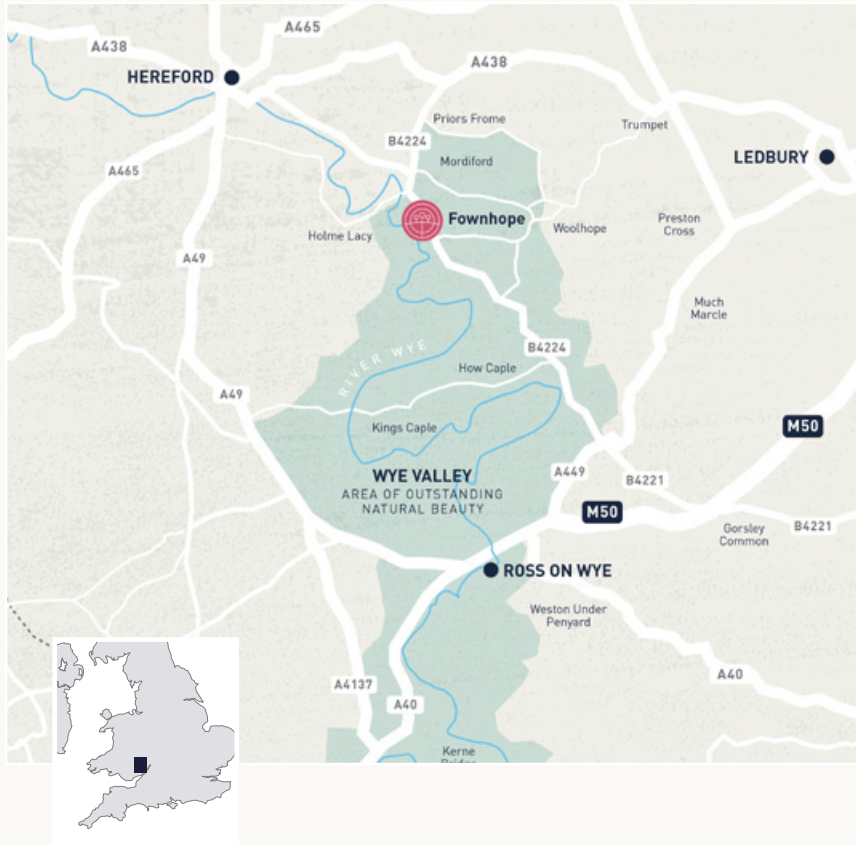 A465
A438
A438
HEREFORD
Priors Frome
Trumpet
B4224
LEDBURY
Mordiford
A465
Fownhope
Preston
Cross
Woolhope
Holme Lacy
A49
Much
Marcle
B4224
RIVER WYE
How Caple
A49
Kings Caple
M50
WYE VALLEY
AREA OF OUTSTANDING
NATURAL BEAUTY
A449
B4221
M50
Gorsley
Common
B4221
ROSS ON WYE
Weston Under
Penyard
A40
A4137
A40
Kerne
Bridge